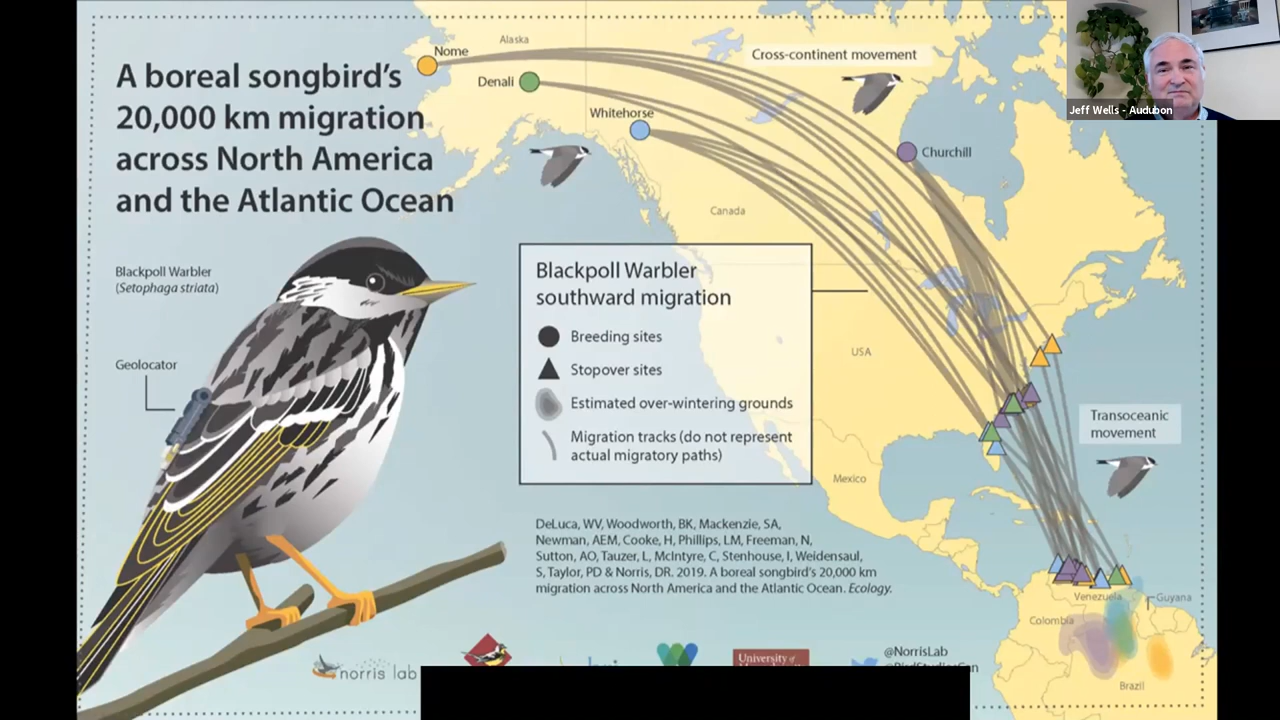 A boreal songbird's
20,000 km migration
across North America
and the Atlantic Ocean
Blackpoll Warbler
(Setophaga striata)
Geolocator
Nome
Alaska
Denali
Whitehorse
Cross-continent movement
Jeff Wells - Audubon
Churchill
Canada
Blackpoll Warbler
southward migration
Breeding sites
Stopover sites
Estimated over-wintering grounds
Migration tracks (do not represent
actual migratory paths)
USA
Transoceanic
movement
Mexico
DeLuca, WV, Woodworth, BK, Mackenzie, SA,
Newman, AEM, Cooke, H, Phillips, LM, Freeman, N,
Sutton, AO, Tauzer, L, McIntyre, C, Stenhouse, I, Weidensaul,
S, Taylor, PD & Norris, DR. 2019. A boreal songbird's 20,000 km
migration across North America and the Atlantic Ocean. Ecology.
Venezuela
Guyana
Colombia
Brazil
norris lab
University of
@NorrisLab